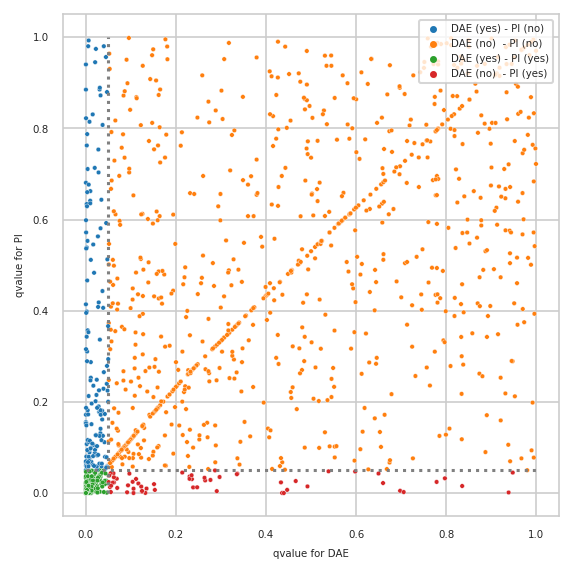 DAE (yes) - PI (no)
DAE (no) - PI (no)
DAE (yes) - PI (yes)
DAE (no) - PI (yes)
1.0
0.8
0.6
0.4
0.2
0.0
qvalue for PI
0.0 0.2 0.4 0.6 0.8 1.0
qvalue for DAE